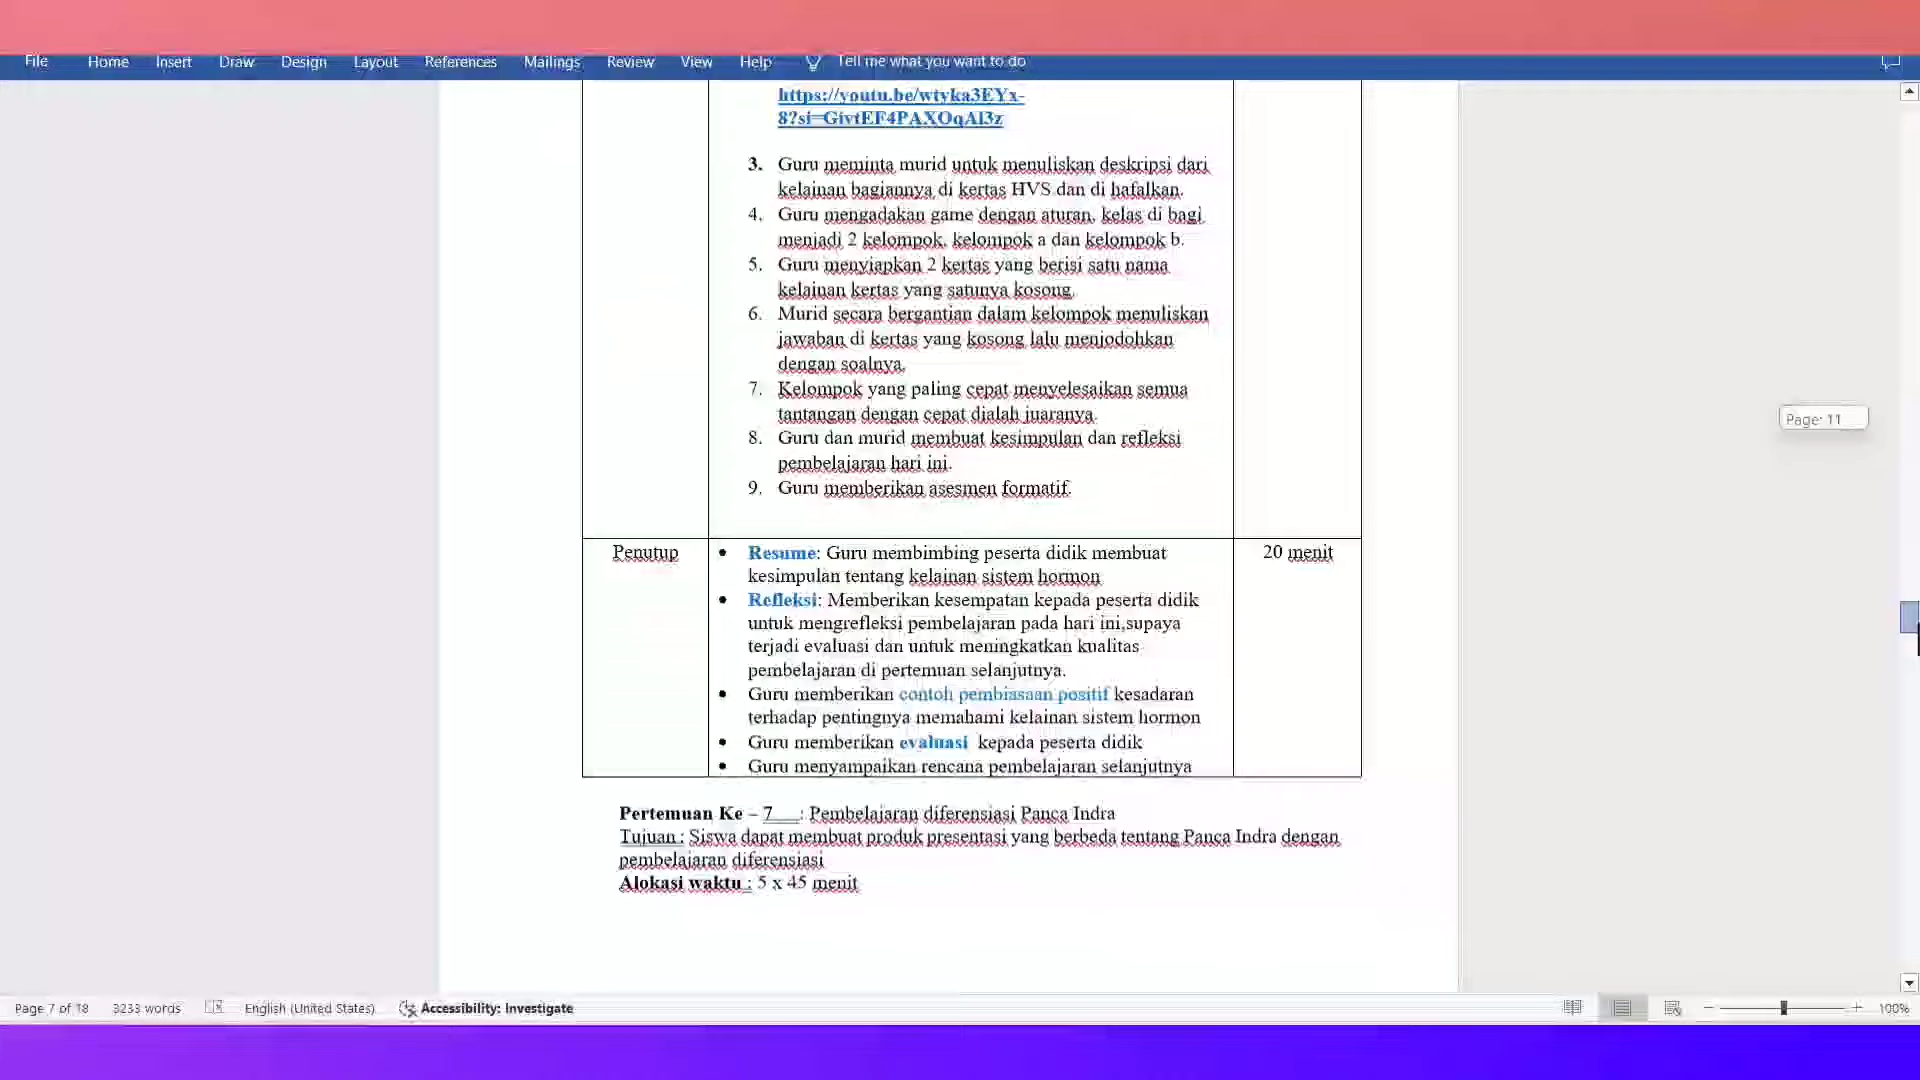 File Home Insert Draw Design Layout References Mailings Review View Help Tell me what you want to do
https://youtu.be/wtyka3EYx-
8?si=GivtEF4PAXOqAl3z
3. Guru meminta murid untuk menuliskan deskripsi dari
kelainan bagiannya di kertas HVS dan di hafalkan.
4. Guru mengadakan game dengan aturan, kelas di bagi
menjadi 2 kelompok, kelompok a dan kelompok b.
5. Guru menyiapkan 2 kertas yang berisi satu nama
kelainan kertas yang satunya kosong.
6. Murid secara bergantian dalam kelompok menuliskan
jawaban di kertas yang kosong lalu menjodohkan
dengan soalnya.
7. Kelompok yang paling cepat menyelesaikan semua
tantangan dengan cepat dialah juaranya.
Page: 11
8. Guru dan murid membuat kesimpulan dan refleksi
pembelajaran hari ini.
9. Guru memberikan asesmen formatif.
Penutup
• Resume: Guru membimbing peserta didik membuat
kesimpulan tentang kelainan sistem hormon
• Refleksi: Memberikan kesempatan kepada peserta didik
untuk mengrefleksi pembelajaran pada hari ini,supaya
terjadi evaluasi dan untuk meningkatkan kualitas
pembelajaran di pertemuan selanjutnya.
• Guru memberikan contoh pembiasaan positif kesadaran
terhadap pentingnya memahami kelainan sistem hormon
• Guru memberikan evaluasi kepada peserta didik
• Guru menyampaikan rencana pembelajaran selanjutnya
20 menit
Pertemuan Ke – 7 : Pembelajaran diferensiasi Panca Indra
Tujuan : Siswa dapat membuat produk presentasi yang berbeda tentang Panca Indra dengan
pembelajaran diferensiasi
Alokasi waktu : 5 x 45 menit
Page 7 of 18 3233 words English (United States) Accessibility: Investigate 100%